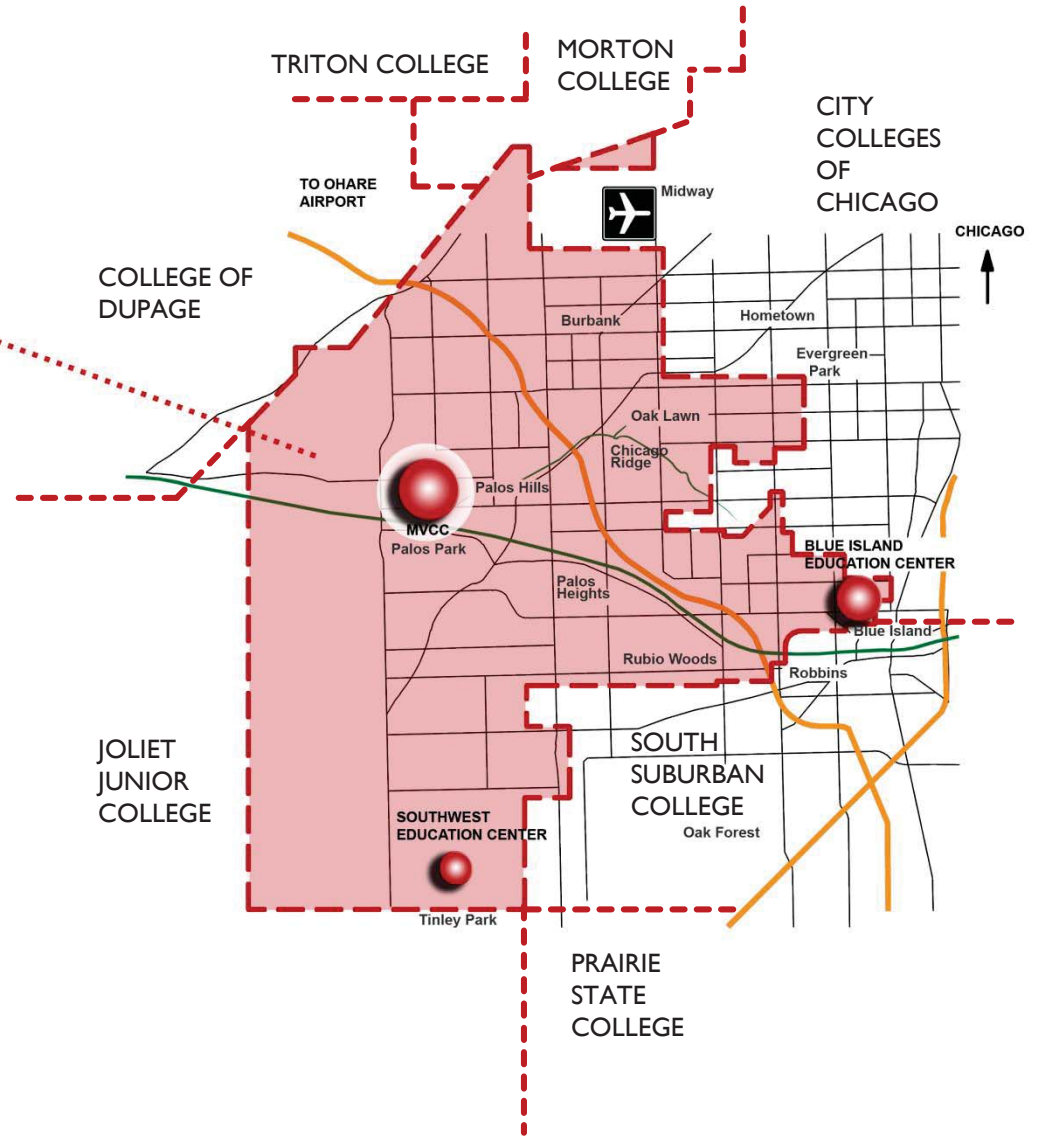 TRITON COLLEGE
MORTON
COLLEGE
CITY
COLLEGES
OF
CHICAGO
TO OHARE
AIRPORT
Midway
CHICAGO
COLLEGE OF
DUPAGE
Burbank
Hometown
Evergreen
Park
Oak Lawn
Chicago
Ridge
Palos Hills
MVCC
Palos Park
BLUE ISLAND
EDUCATION CENTER
Palos
Heights
Blue Island
Rubio Woods
Robbins
JOLIET
JUNIOR
COLLEGE
SOUTH
SUBURBAN
COLLEGE
SOUTHWEST
EDUCATION CENTER
Oak Forest
Tinley Park
PRAIRIE
STATE
COLLEGE